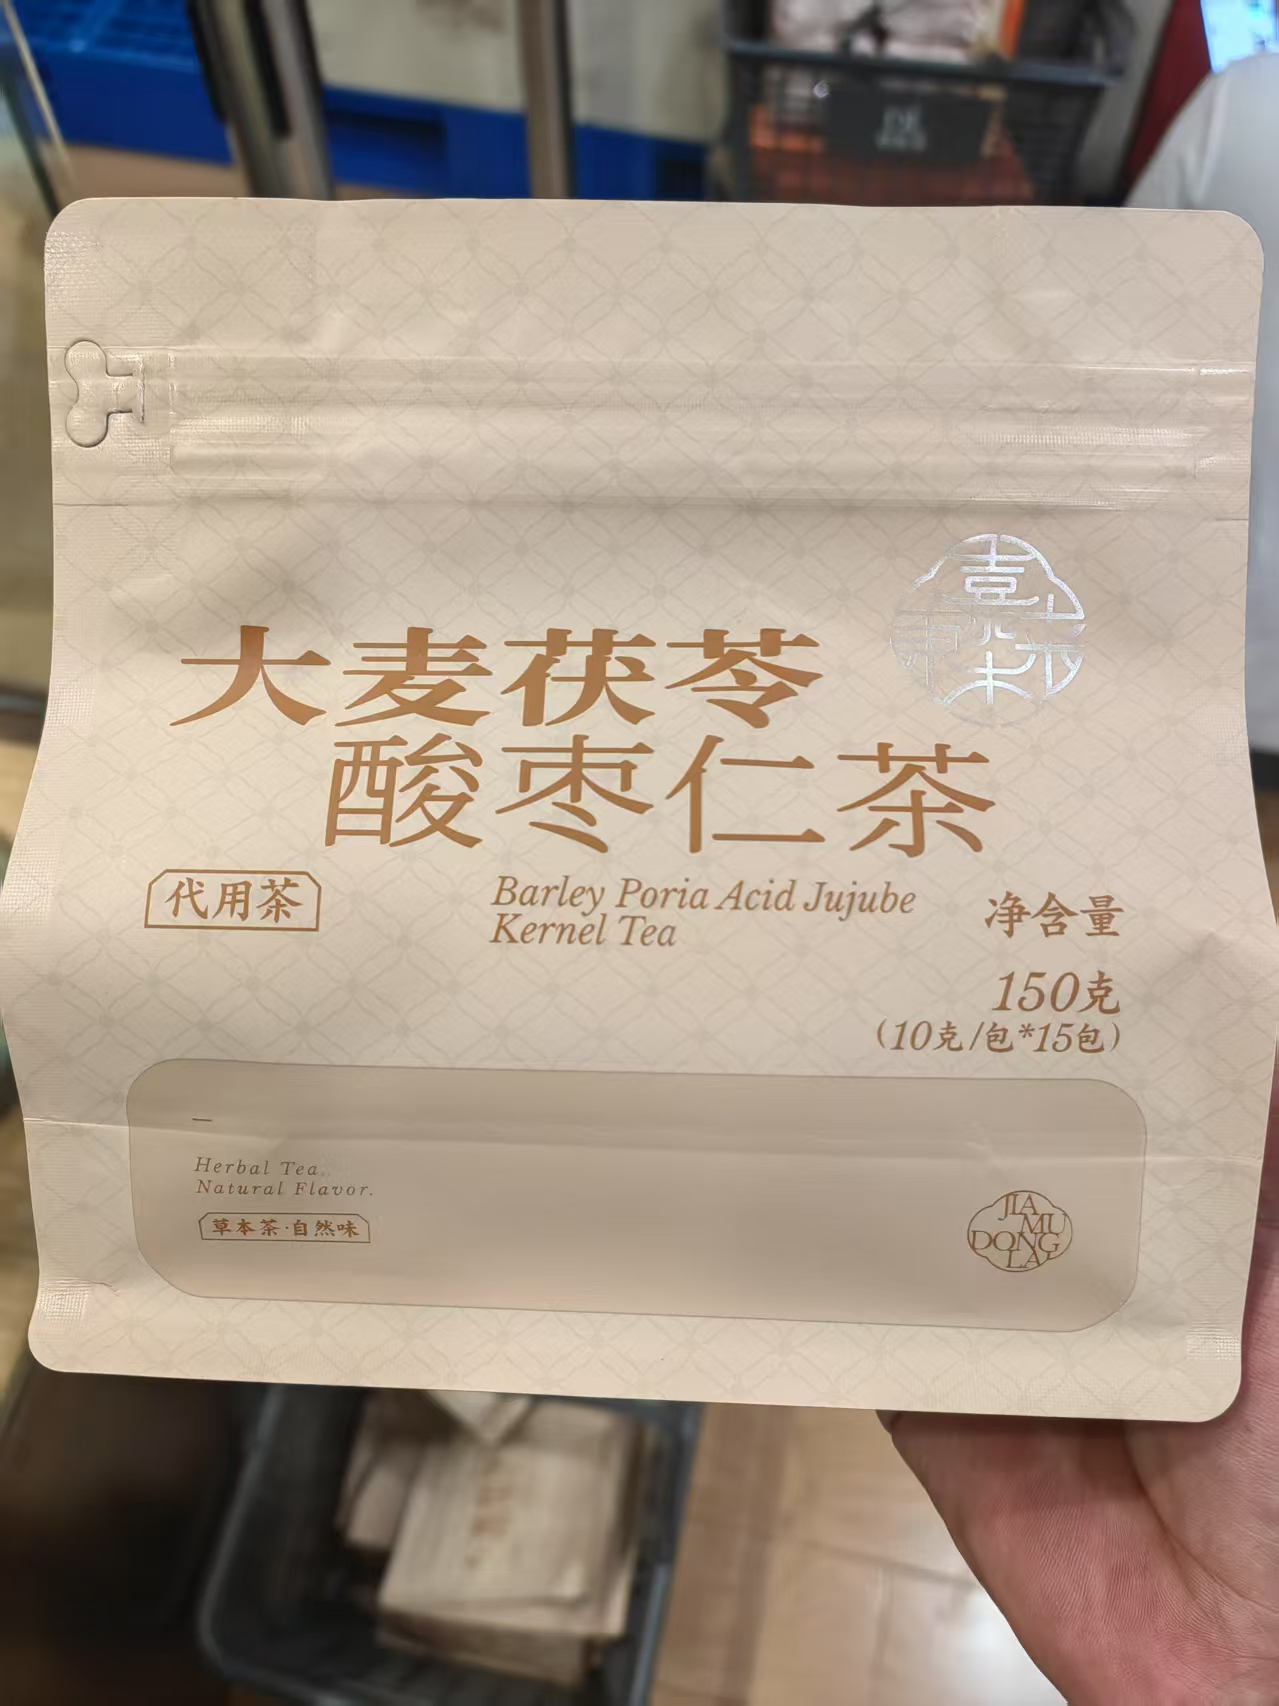 大麦茯苓
酸枣仁茶
代用茶
Barley Poria Acid Jujube
Kernel Tea
净含量
150克
(10克/包*15包)
Herbal Tea.
Natural Flavor.
草本茶·自然味
JIA
MU
DONG
LA